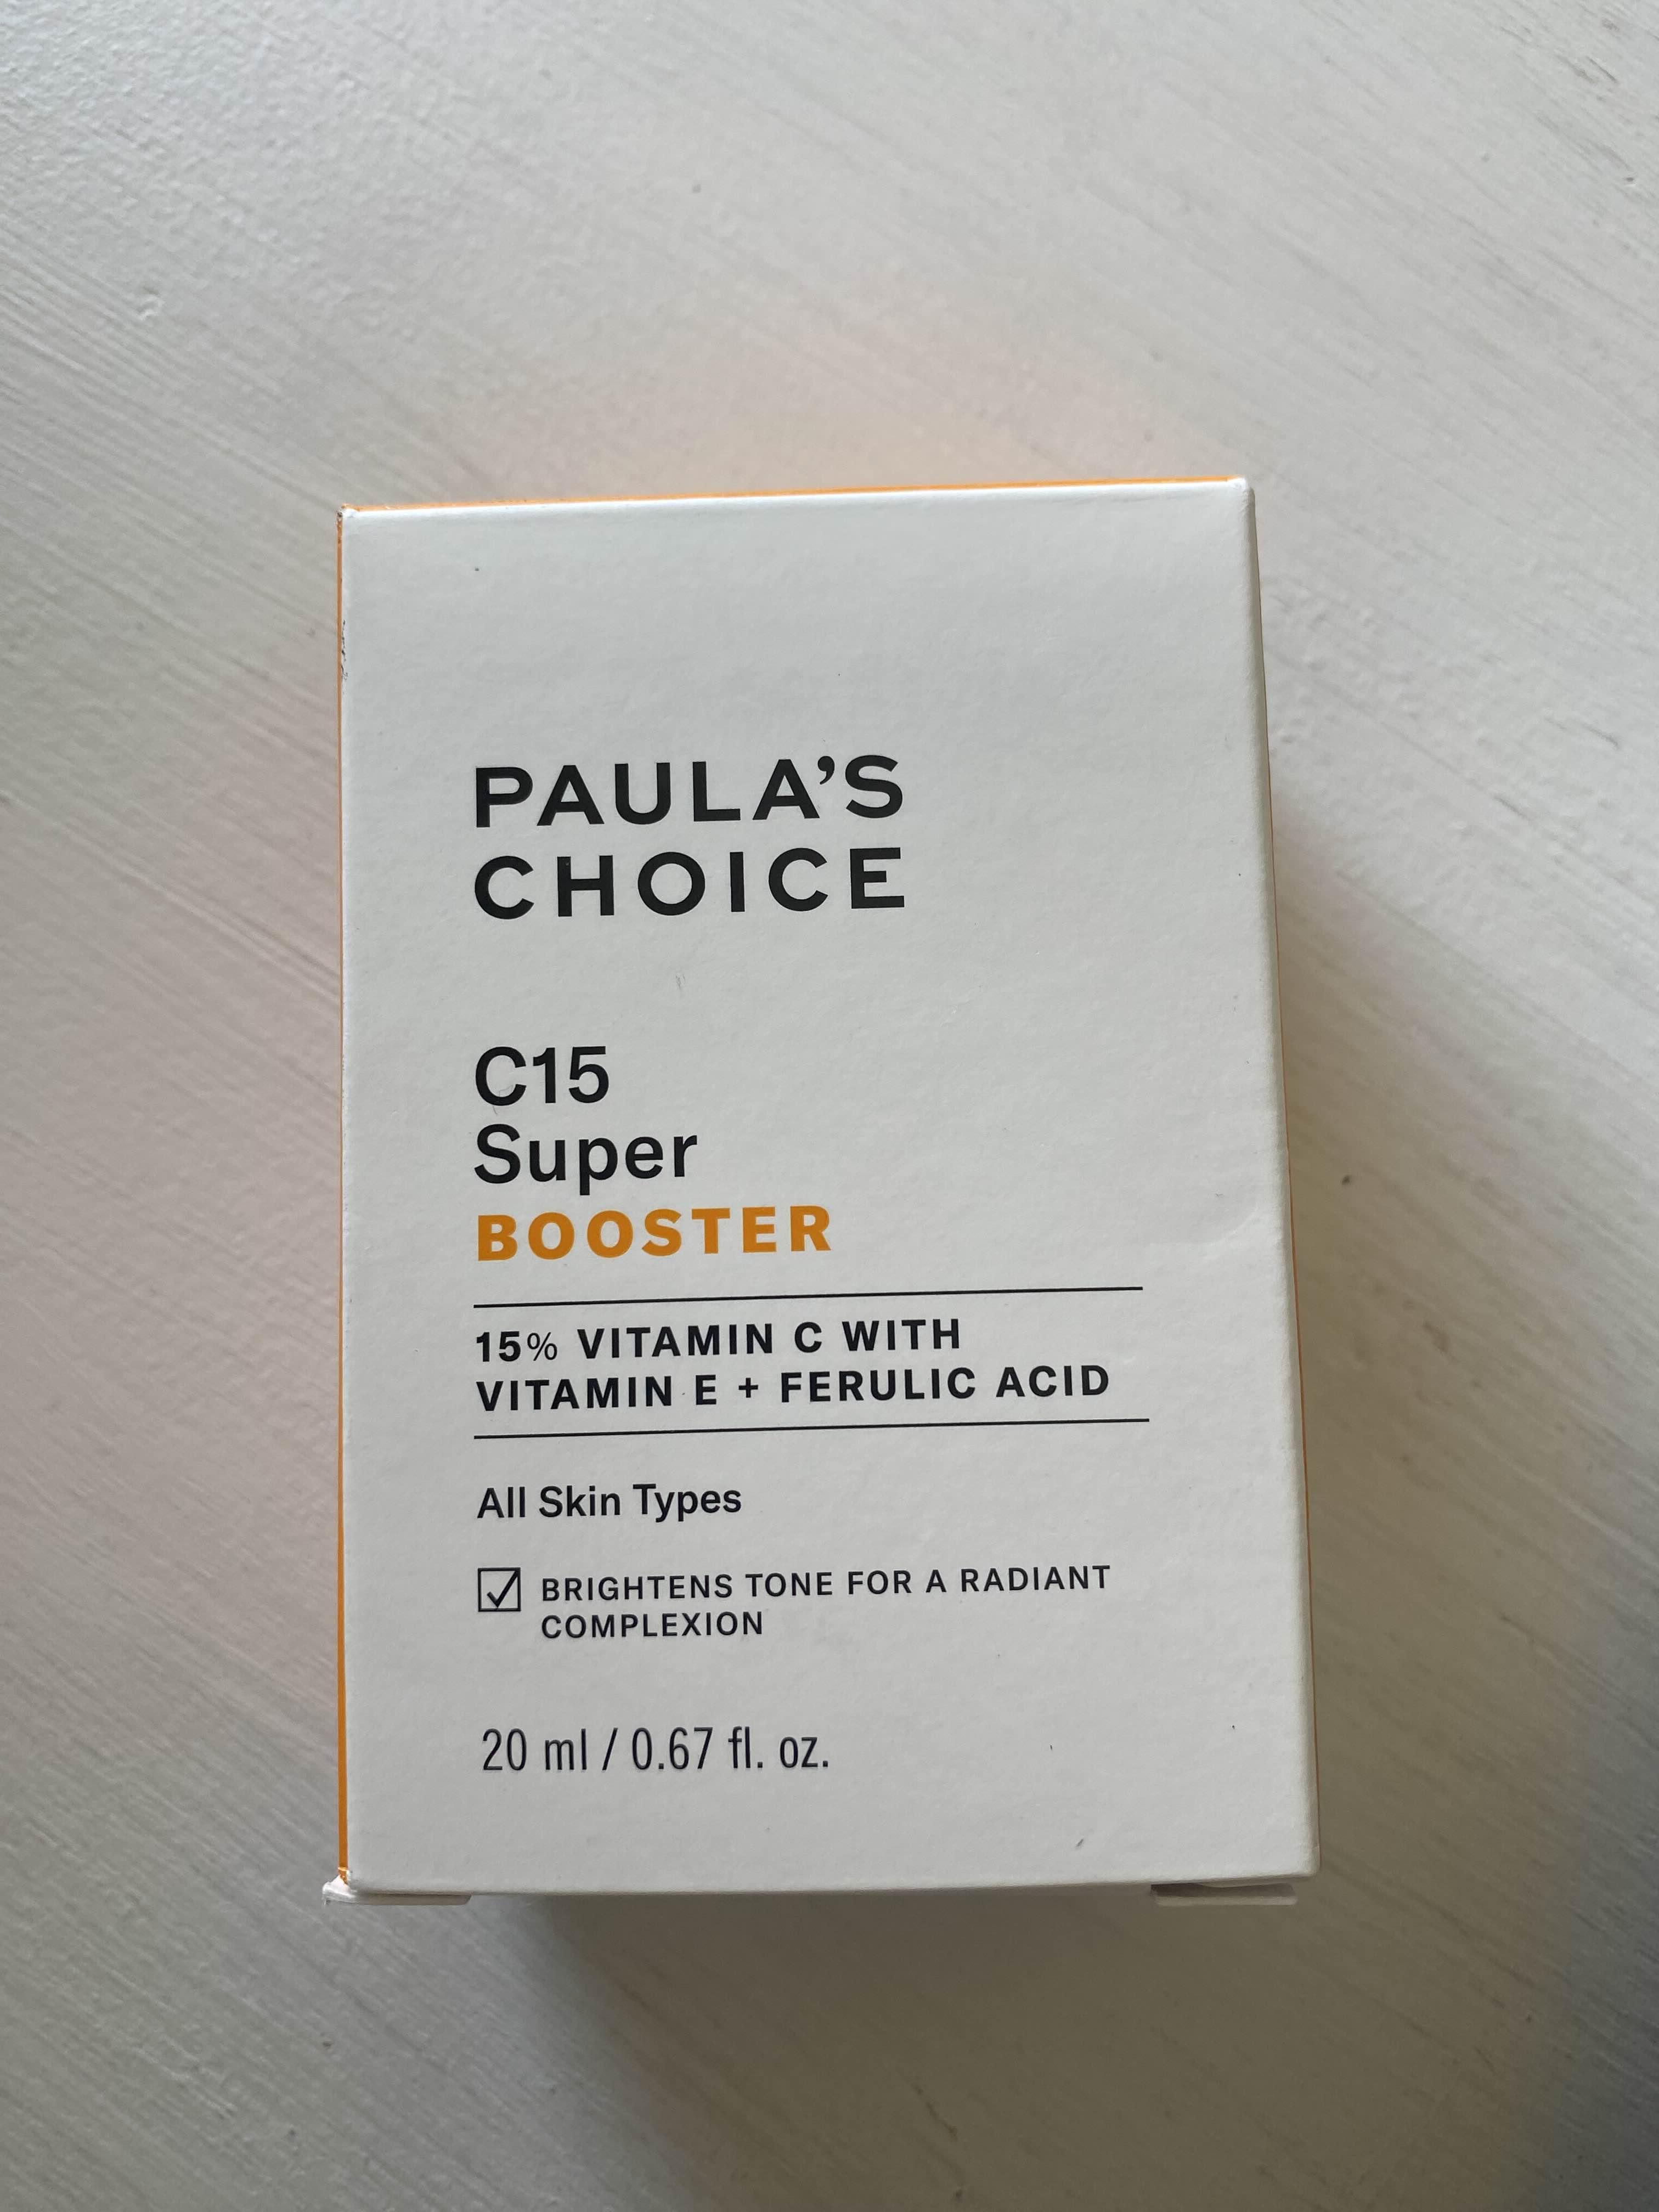 PAULA'S
CHOICE
C15
Super
BOOSTER
15% VITAMIN C WITH
VITAMIN E + FERULIC ACID
All Skin Types
BRIGHTENS TONE FOR A RADIANT
COMPLEXION
20 ml / 0.67 fl. oz.